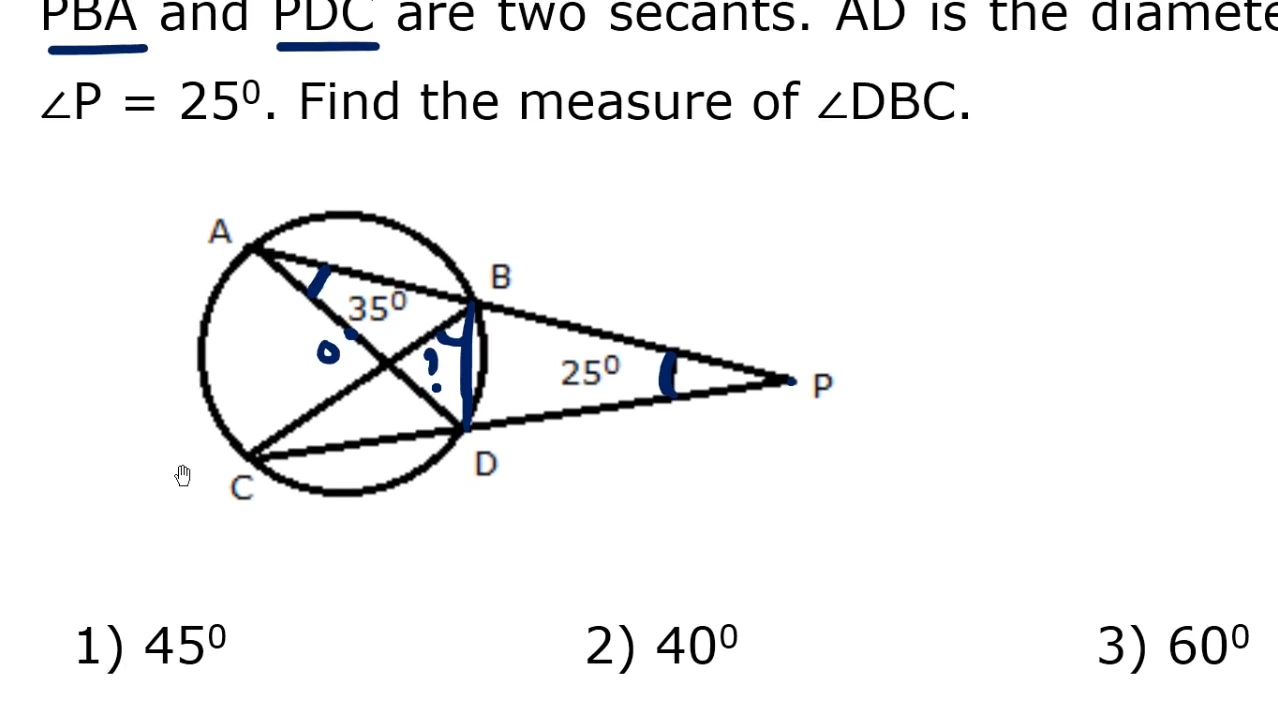 PBA and PDC are two secants. AD is the diamete
∠P = 25⁰. Find the measure of ∠DBC.
A
B
35⁰
O
?
25⁰
P
D
C
1) 45⁰ 2) 40⁰ 3) 60⁰